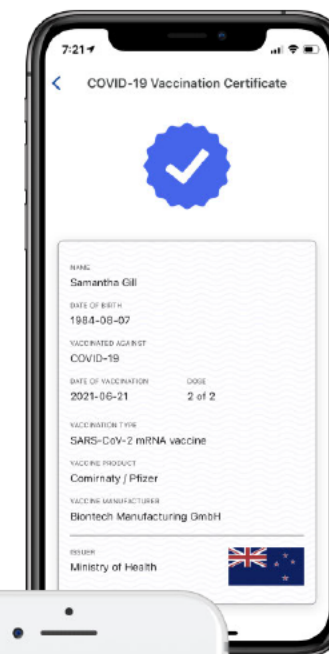 7:21
COVID-19 Vaccination Certificate
NAME
Samantha Gill
DATE OF BIRTH
1984-08-07
VACCINATED AGAINST
COVID-19
DATE OF VACCINATION DOSE
2021-06-21 2 of 2
VACCINATION TYPE
SARS-CoV-2 mRNA vaccine
VACCINE PRODUCT
Comirnaty / Pfizer
VACCINE MANUFACTURER
Biontech Manufacturing GmbH
ISSUER
Ministry of Health